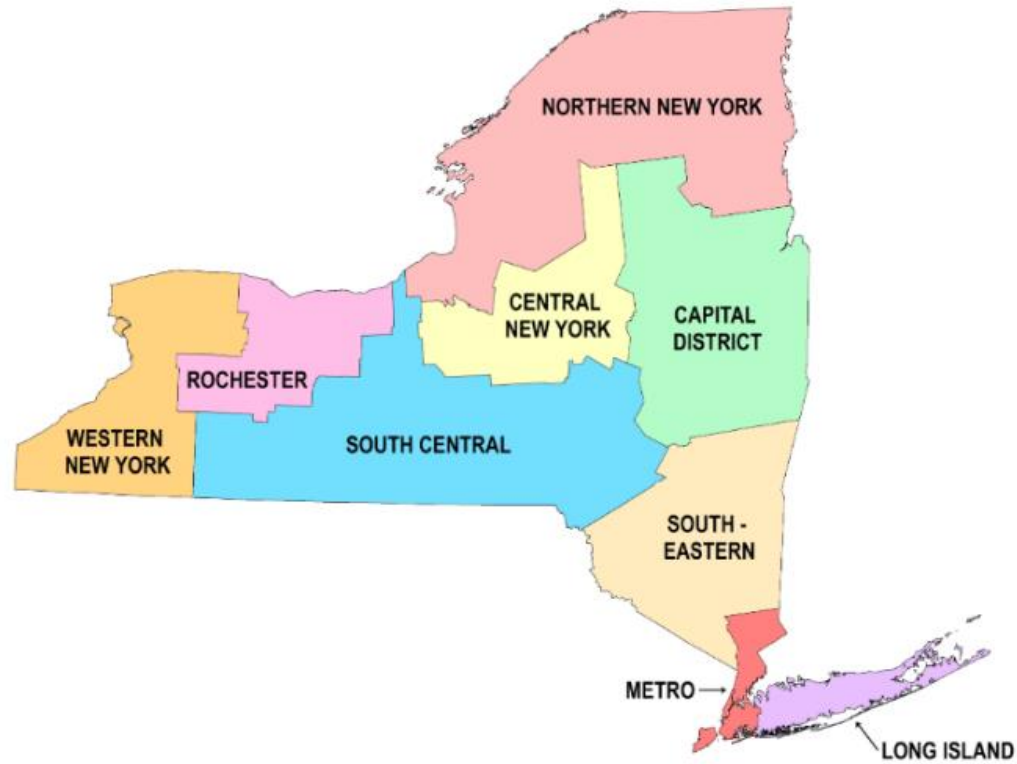 NORTHERN NEW YORK
CENTRAL
NEW YORK
CAPITAL
DISTRICT
ROCHESTER
WESTERN
NEW YORK
SOUTH CENTRAL
SOUTH -
EASTERN
METRO
LONG ISLAND